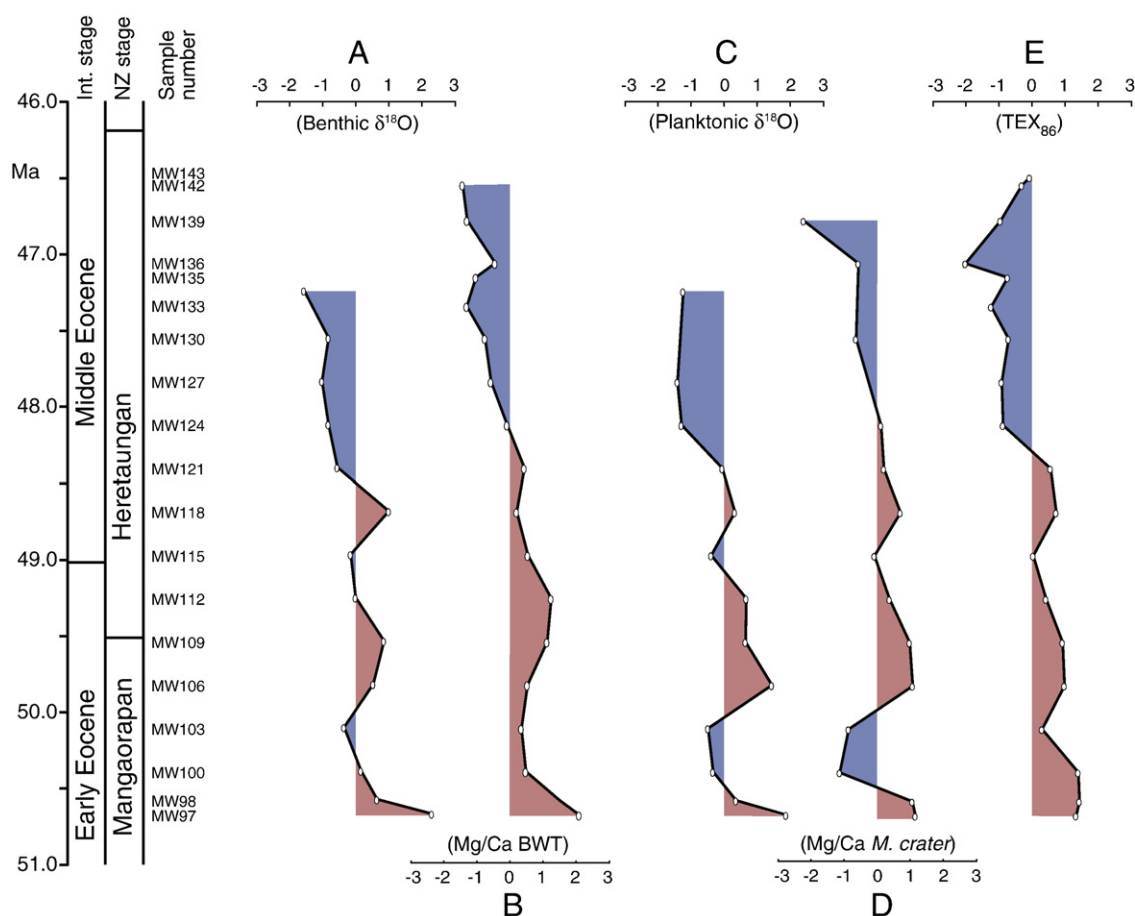 Int. stage
NZ stage
Sample number
A
C
E
-3 -2 -1 0 1 2 3
-3 -2 -1 0 1 2 3
-3 -2 -1 0 1 2 3
(Benthic δ¹⁸O)
(Planktonic δ¹⁸O)
(TEX₈₆)
46.0
Ma
47.0
48.0
49.0
50.0
51.0
Middle Eocene
Early Eocene
Heretaungan
Mangaorapan
MW143
MW142
MW139
MW136
MW135
MW133
MW130
MW127
MW124
MW121
MW118
MW115
MW112
MW109
MW106
MW103
MW100
MW98
MW97
(Mg/Ca BWT)
(Mg/Ca M. crater)
-3 -2 -1 0 1 2 3
-3 -2 -1 0 1 2 3
B
D